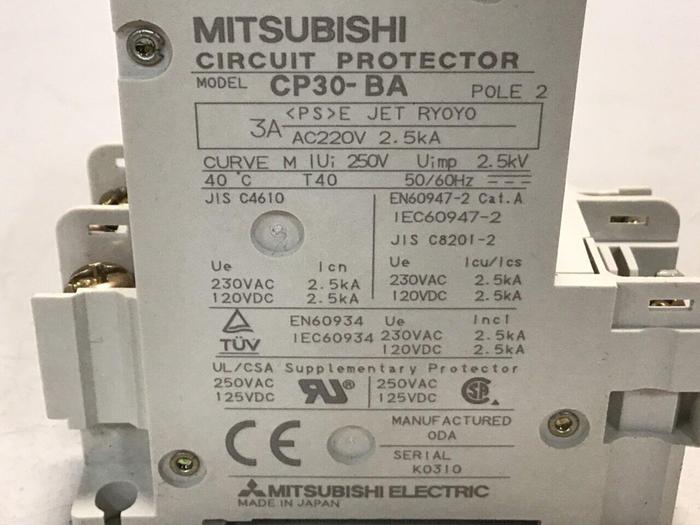 MITSUBISHI
CIRCUIT PROTECTOR
MODEL CP30-BA POLE 2
3A <PS>E JET RYOYO
AC220V 2.5kA
CURVE M Ui 250V Uimp 2.5kV
40 °C T40 50/60Hz
JIS C4610
EN60947-2 Cat.A
IEC60947-2
JIS C8201-2
Ue Icn
230VAC 2.5kA
120VDC 2.5kA
Ue Icu/Ics
230VAC 2.5kA
120VDC 2.5kA
TÜV
EN60934
IEC60934
Ue Inc1
230VAC 2.5kA
120VDC 2.5kA
UL/CSA Supplementary Protector
250VAC
125VDC
RU ®
250VAC
125VDC
SA
CE
MANUFACTURED
ODA
SERIAL
K0310
MITSUBISHI ELECTRIC
MADE IN JAPAN